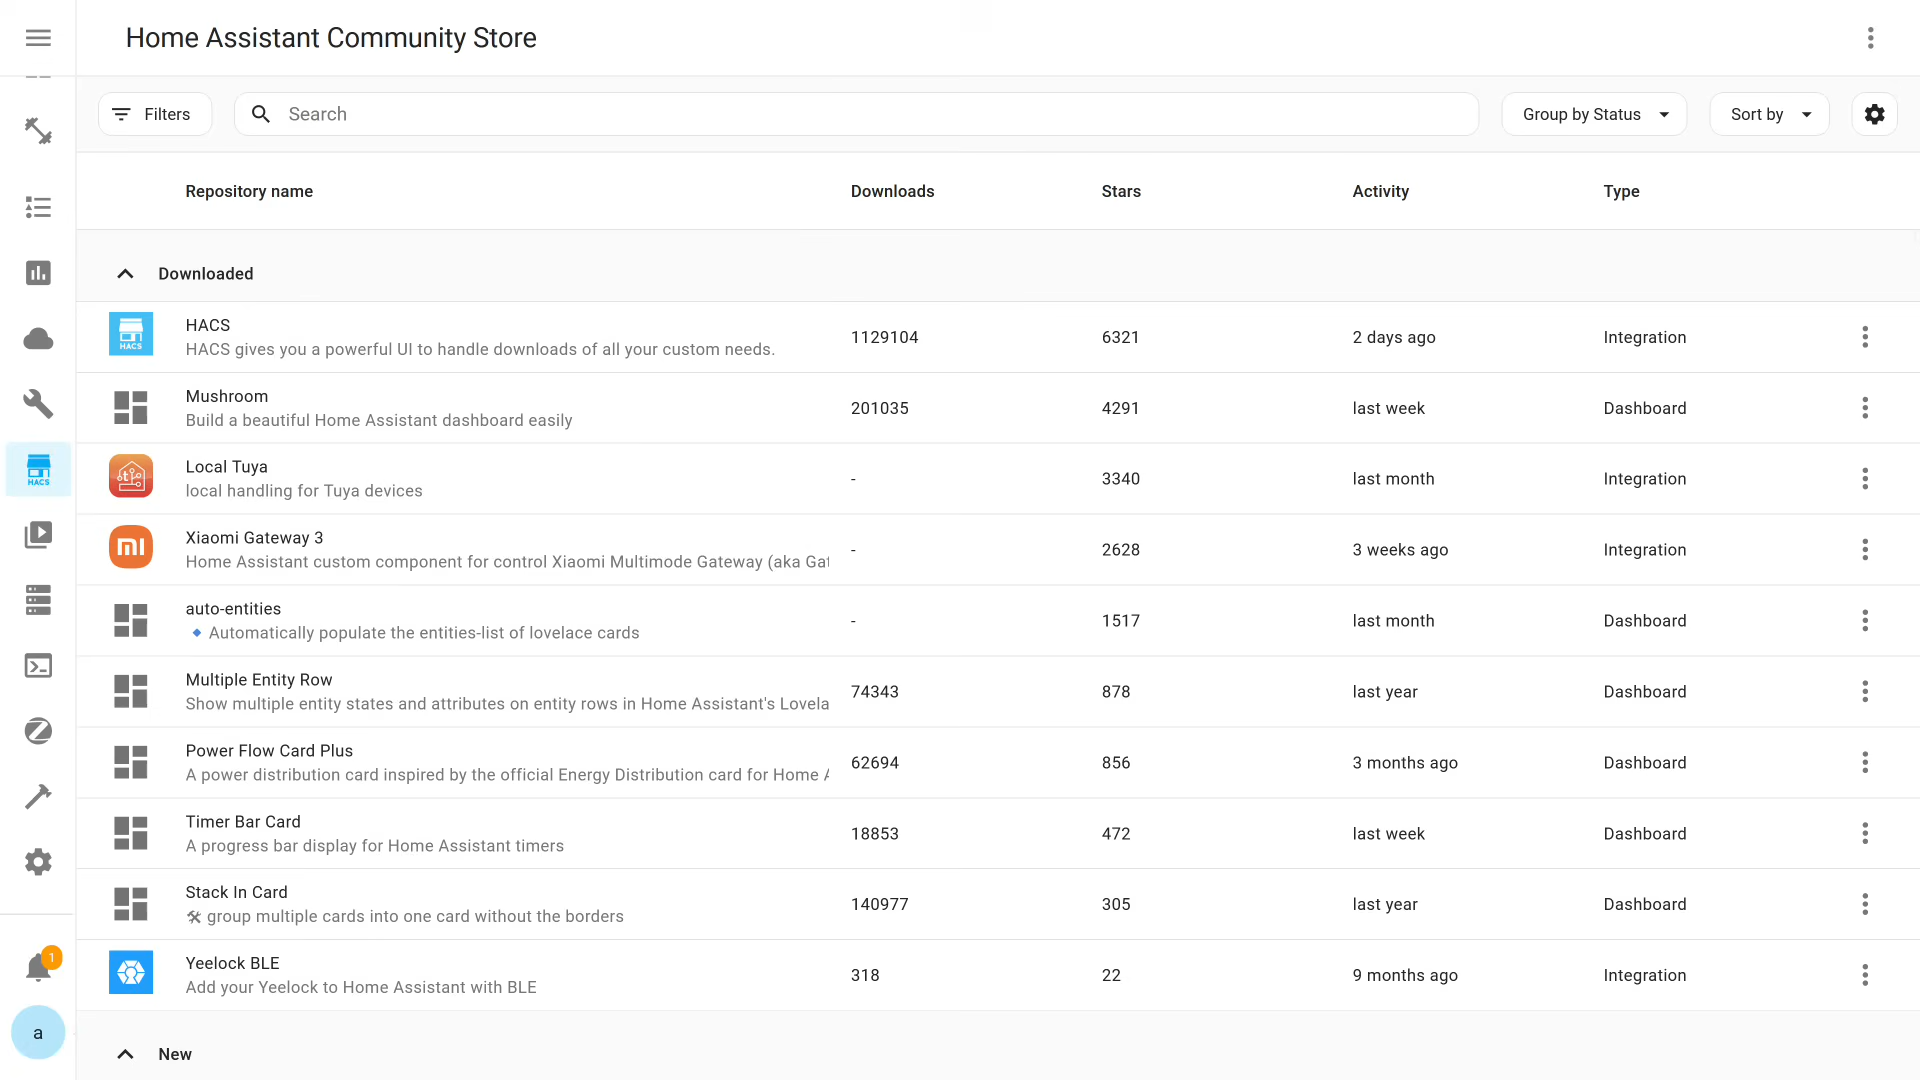 Home Assistant Community Store
Filters
Search
Group by Status
Sort by
Repository name Downloads Stars Activity Type
Downloaded
HACS
HACS
HACS gives you a powerful UI to handle downloads of all your custom needs.
1129104 6321 2 days ago Integration
Mushroom
Build a beautiful Home Assistant dashboard easily
201035 4291 last week Dashboard
Local Tuya
local handling for Tuya devices
- 3340 last month Integration
HACS
Xiaomi Gateway 3
Home Assistant custom component for control Xiaomi Multimode Gateway (aka Gat
- 2628 3 weeks ago Integration
auto-entities
🔹 Automatically populate the entities-list of lovelace cards
- 1517 last month Dashboard
Multiple Entity Row
Show multiple entity states and attributes on entity rows in Home Assistant's Lovela
74343 878 last year Dashboard
Power Flow Card Plus
A power distribution card inspired by the official Energy Distribution card for Home A
62694 856 3 months ago Dashboard
Timer Bar Card
A progress bar display for Home Assistant timers
18853 472 last week Dashboard
Stack In Card
🛠 group multiple cards into one card without the borders
140977 305 last year Dashboard
Yeelock BLE
Add your Yeelock to Home Assistant with BLE
318 22 9 months ago Integration
1
a
New